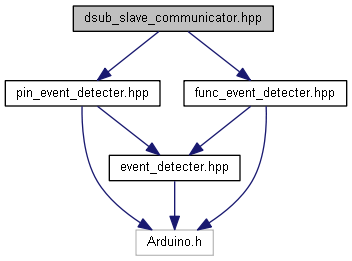 dsub_slave_communicator.hpp
pin_event_detecter.hpp
func_event_detecter.hpp
event_detecter.hpp
Arduino.h